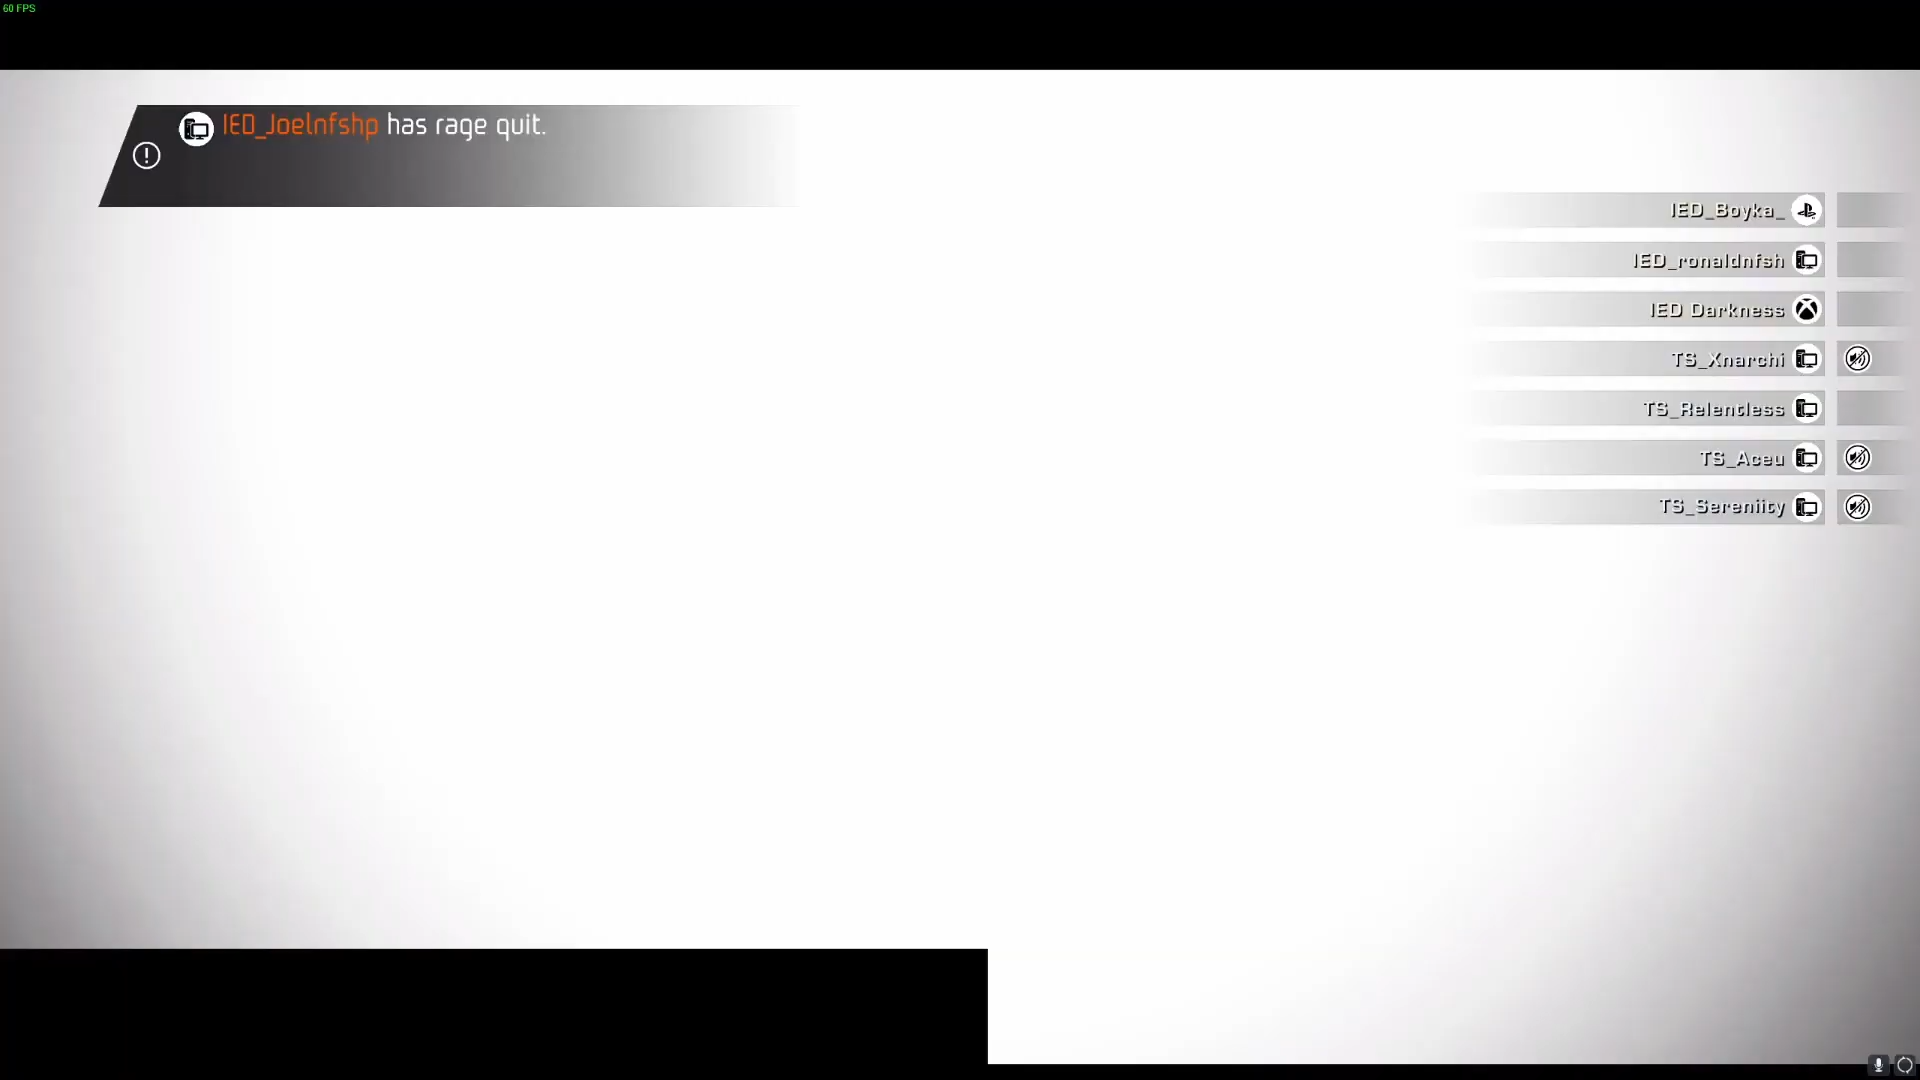 60 FPS
IED_Joelnfshp has rage quit.
IED_Boyka_
IED_ronaldnfsh
IED Darkness
TS_Xnarchi
TS_Relentless
TS_Aceu
TS_Sereniity